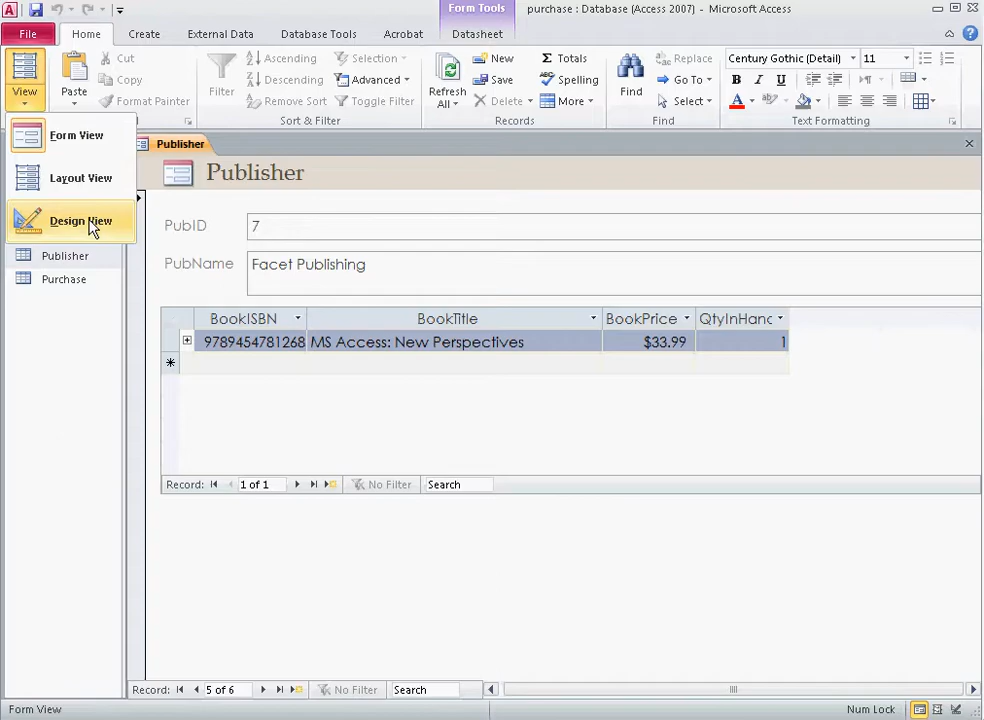 Form Tools
purchase : Database (Access 2007) - Microsoft Access
File Home Create External Data Database Tools Acrobat Datasheet
View
Paste
Cut
Copy
Format Painter
Filter
Ascending
Descending
Remove Sort
Selection
Advanced
Toggle Filter
Sort & Filter
Refresh
All
New
Save
Delete
Totals
Spelling
More
Records
Find
Replace
Go To
Select
Find
Century Gothic (Detail) 11
B I U
A
Text Formatting
Form View
Layout View
Design View
Publisher
Purchase
Publisher
Publisher
PubID 7
PubName Facet Publishing
BookISBN BookTitle BookPrice QtyInHanc
9789454781268 MS Access: New Perspectives $33.99 1
Record: 1 of 1 No Filter Search
Record: 5 of 6 No Filter Search
Form View Num Lock